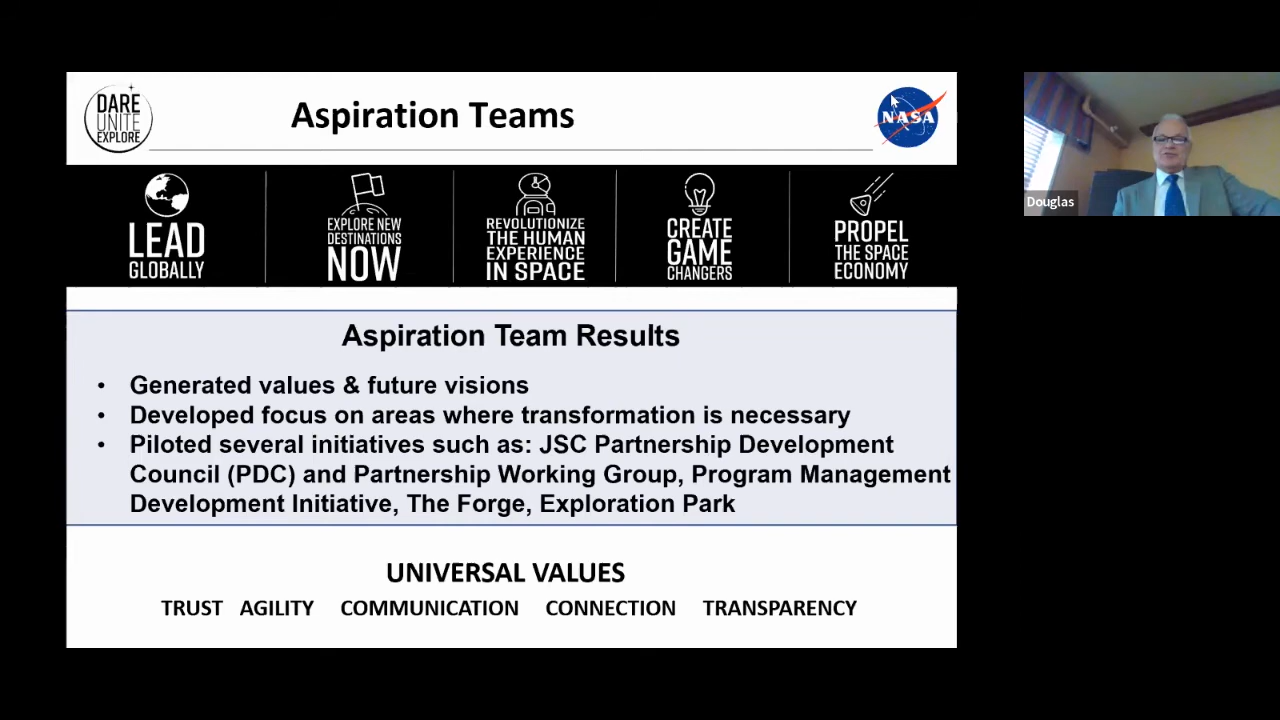 DARE
UNITE
EXPLORE
Aspiration Teams
NASA
LEAD
GLOBALLY
EXPLORE NEW
DESTINATIONS
NOW
REVOLUTIONIZE
THE HUMAN
EXPERIENCE
IN SPACE
CREATE
GAME
CHANGERS
PROPEL
THE SPACE
ECONOMY
Douglas
Aspiration Team Results
• Generated values & future visions
• Developed focus on areas where transformation is necessary
• Piloted several initiatives such as: JSC Partnership Development
Council (PDC) and Partnership Working Group, Program Management
Development Initiative, The Forge, Exploration Park
UNIVERSAL VALUES
TRUST AGILITY COMMUNICATION CONNECTION TRANSPARENCY